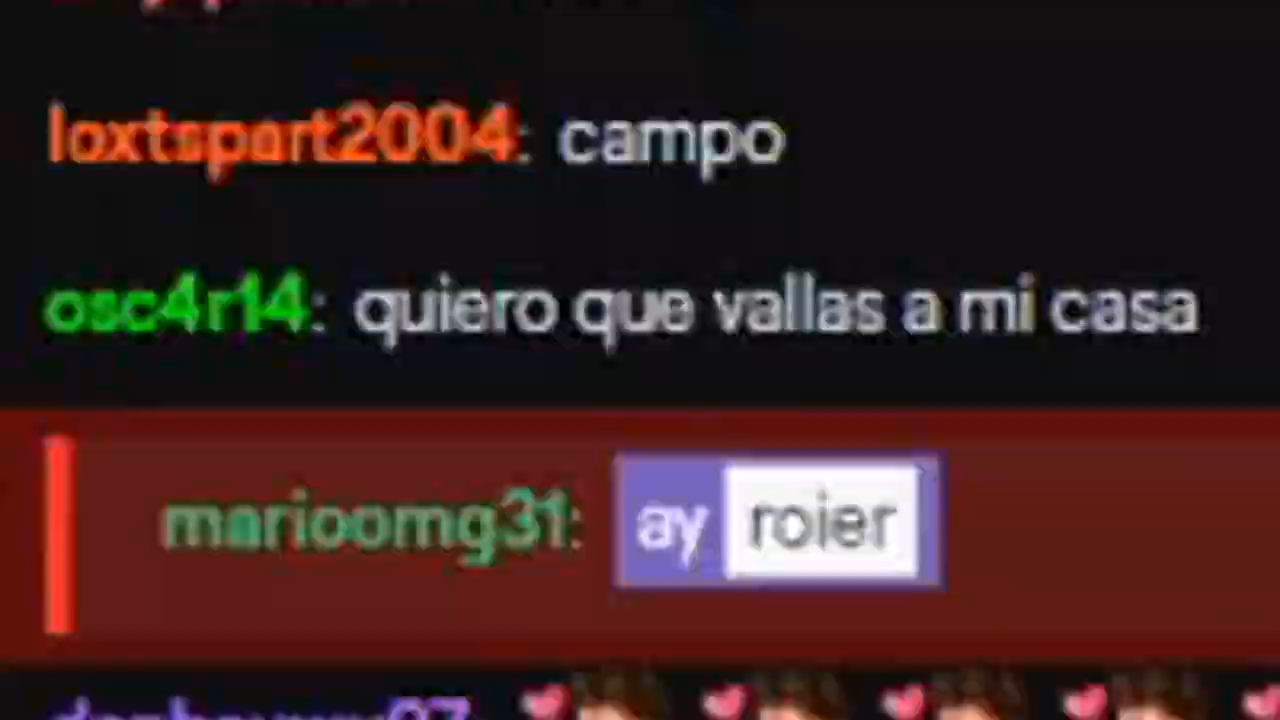 loxtspart2004: campo
osc4r14: quiero que vallas a mi casa
marioomg31: ay roier